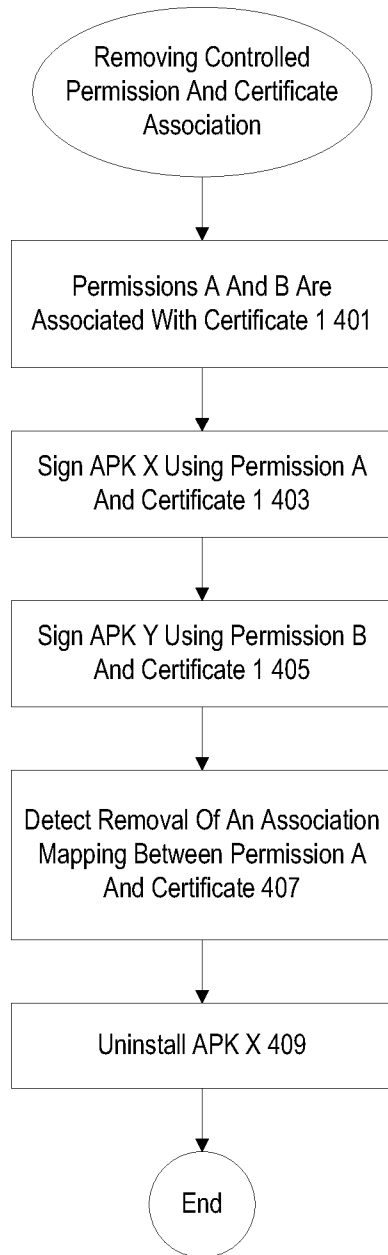 Removing Controlled
Permission And Certificate
Association
Permissions A And B Are
Associated With Certificate 1 401
Sign APK X Using Permission A
And Certificate 1 403
Sign APK Y Using Permission B
And Certificate 1 405
Detect Removal Of An Association
Mapping Between Permission A
And Certificate 407
Uninstall APK X 409
End